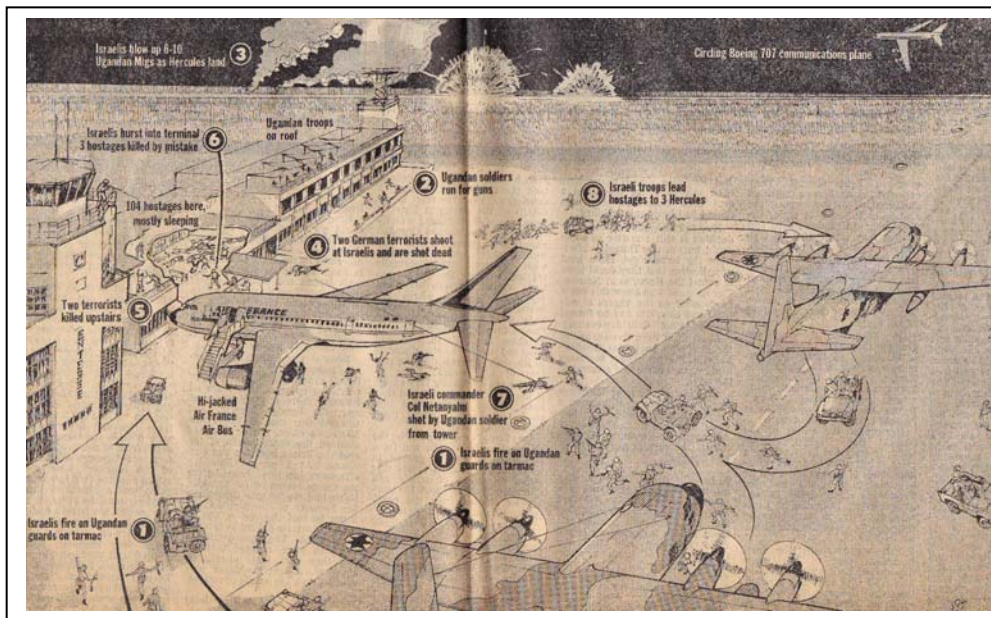 Israelis blow up 6-10
Ugandan Migs as Hercules land
3
Circling Boeing 707 communications plane
Israelis burst into terminal
3 hostages killed by mistake
6
Ugandan troops
on roof
2
Ugandan soldiers
run for guns
8
Israeli troops lead
hostages to 3 Hercules
104 hostages here,
mostly sleeping
4
Two German terrorists shoot
at Israelis and are shot dead
Two terrorists
killed upstairs
5
AIR FRANCE
ENTEBBE
Hi-jacked
Air France
Air Bus
Israeli commander
Col Netanyahu
shot by Ugandan soldier
from tower
7
1
Israelis fire on Ugandan
guards on tarmac
Israelis fire on Ugandan
guards on tarmac
1